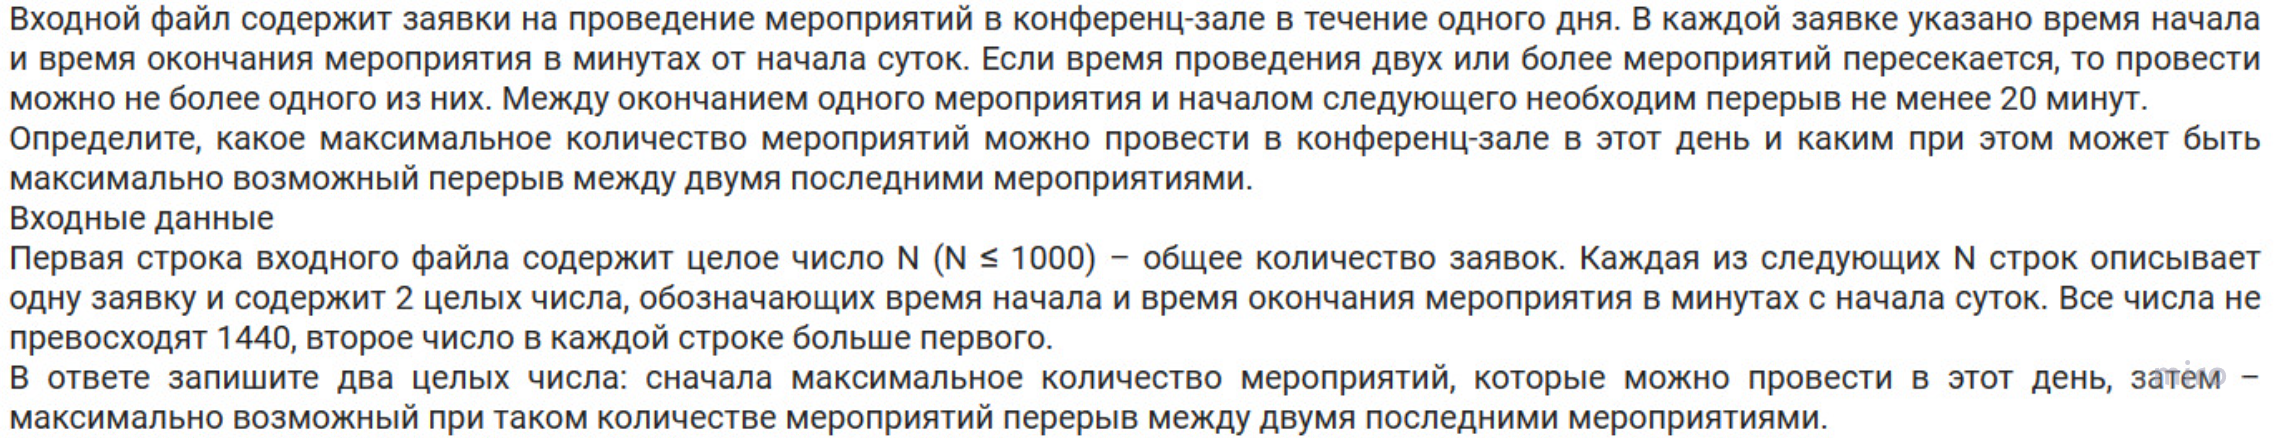 Входной файл содержит заявки на проведение мероприятий в конференц-зале в течение одного дня. В каждой заявке указано время начала
и время окончания мероприятия в минутах от начала суток. Если время проведения двух или более мероприятий пересекается, то провести
можно не более одного из них. Между окончанием одного мероприятия и началом следующего необходим перерыв не менее 20 минут.
Определите, какое максимальное количество мероприятий можно провести в конференц-зале в этот день и каким при этом может быть
максимально возможный перерыв между двумя последними мероприятиями.
Входные данные
Первая строка входного файла содержит целое число N (N ≤ 1000) – общее количество заявок. Каждая из следующих N строк описывает
одну заявку и содержит 2 целых числа, обозначающих время начала и время окончания мероприятия в минутах с начала суток. Все числа не
превосходят 1440, второе число в каждой строке больше первого.
В ответе запишите два целых числа: сначала максимальное количество мероприятий, которые можно провести в этот день, затем –
максимально возможный при таком количестве мероприятий перерыв между двумя последними мероприятиями.
miro